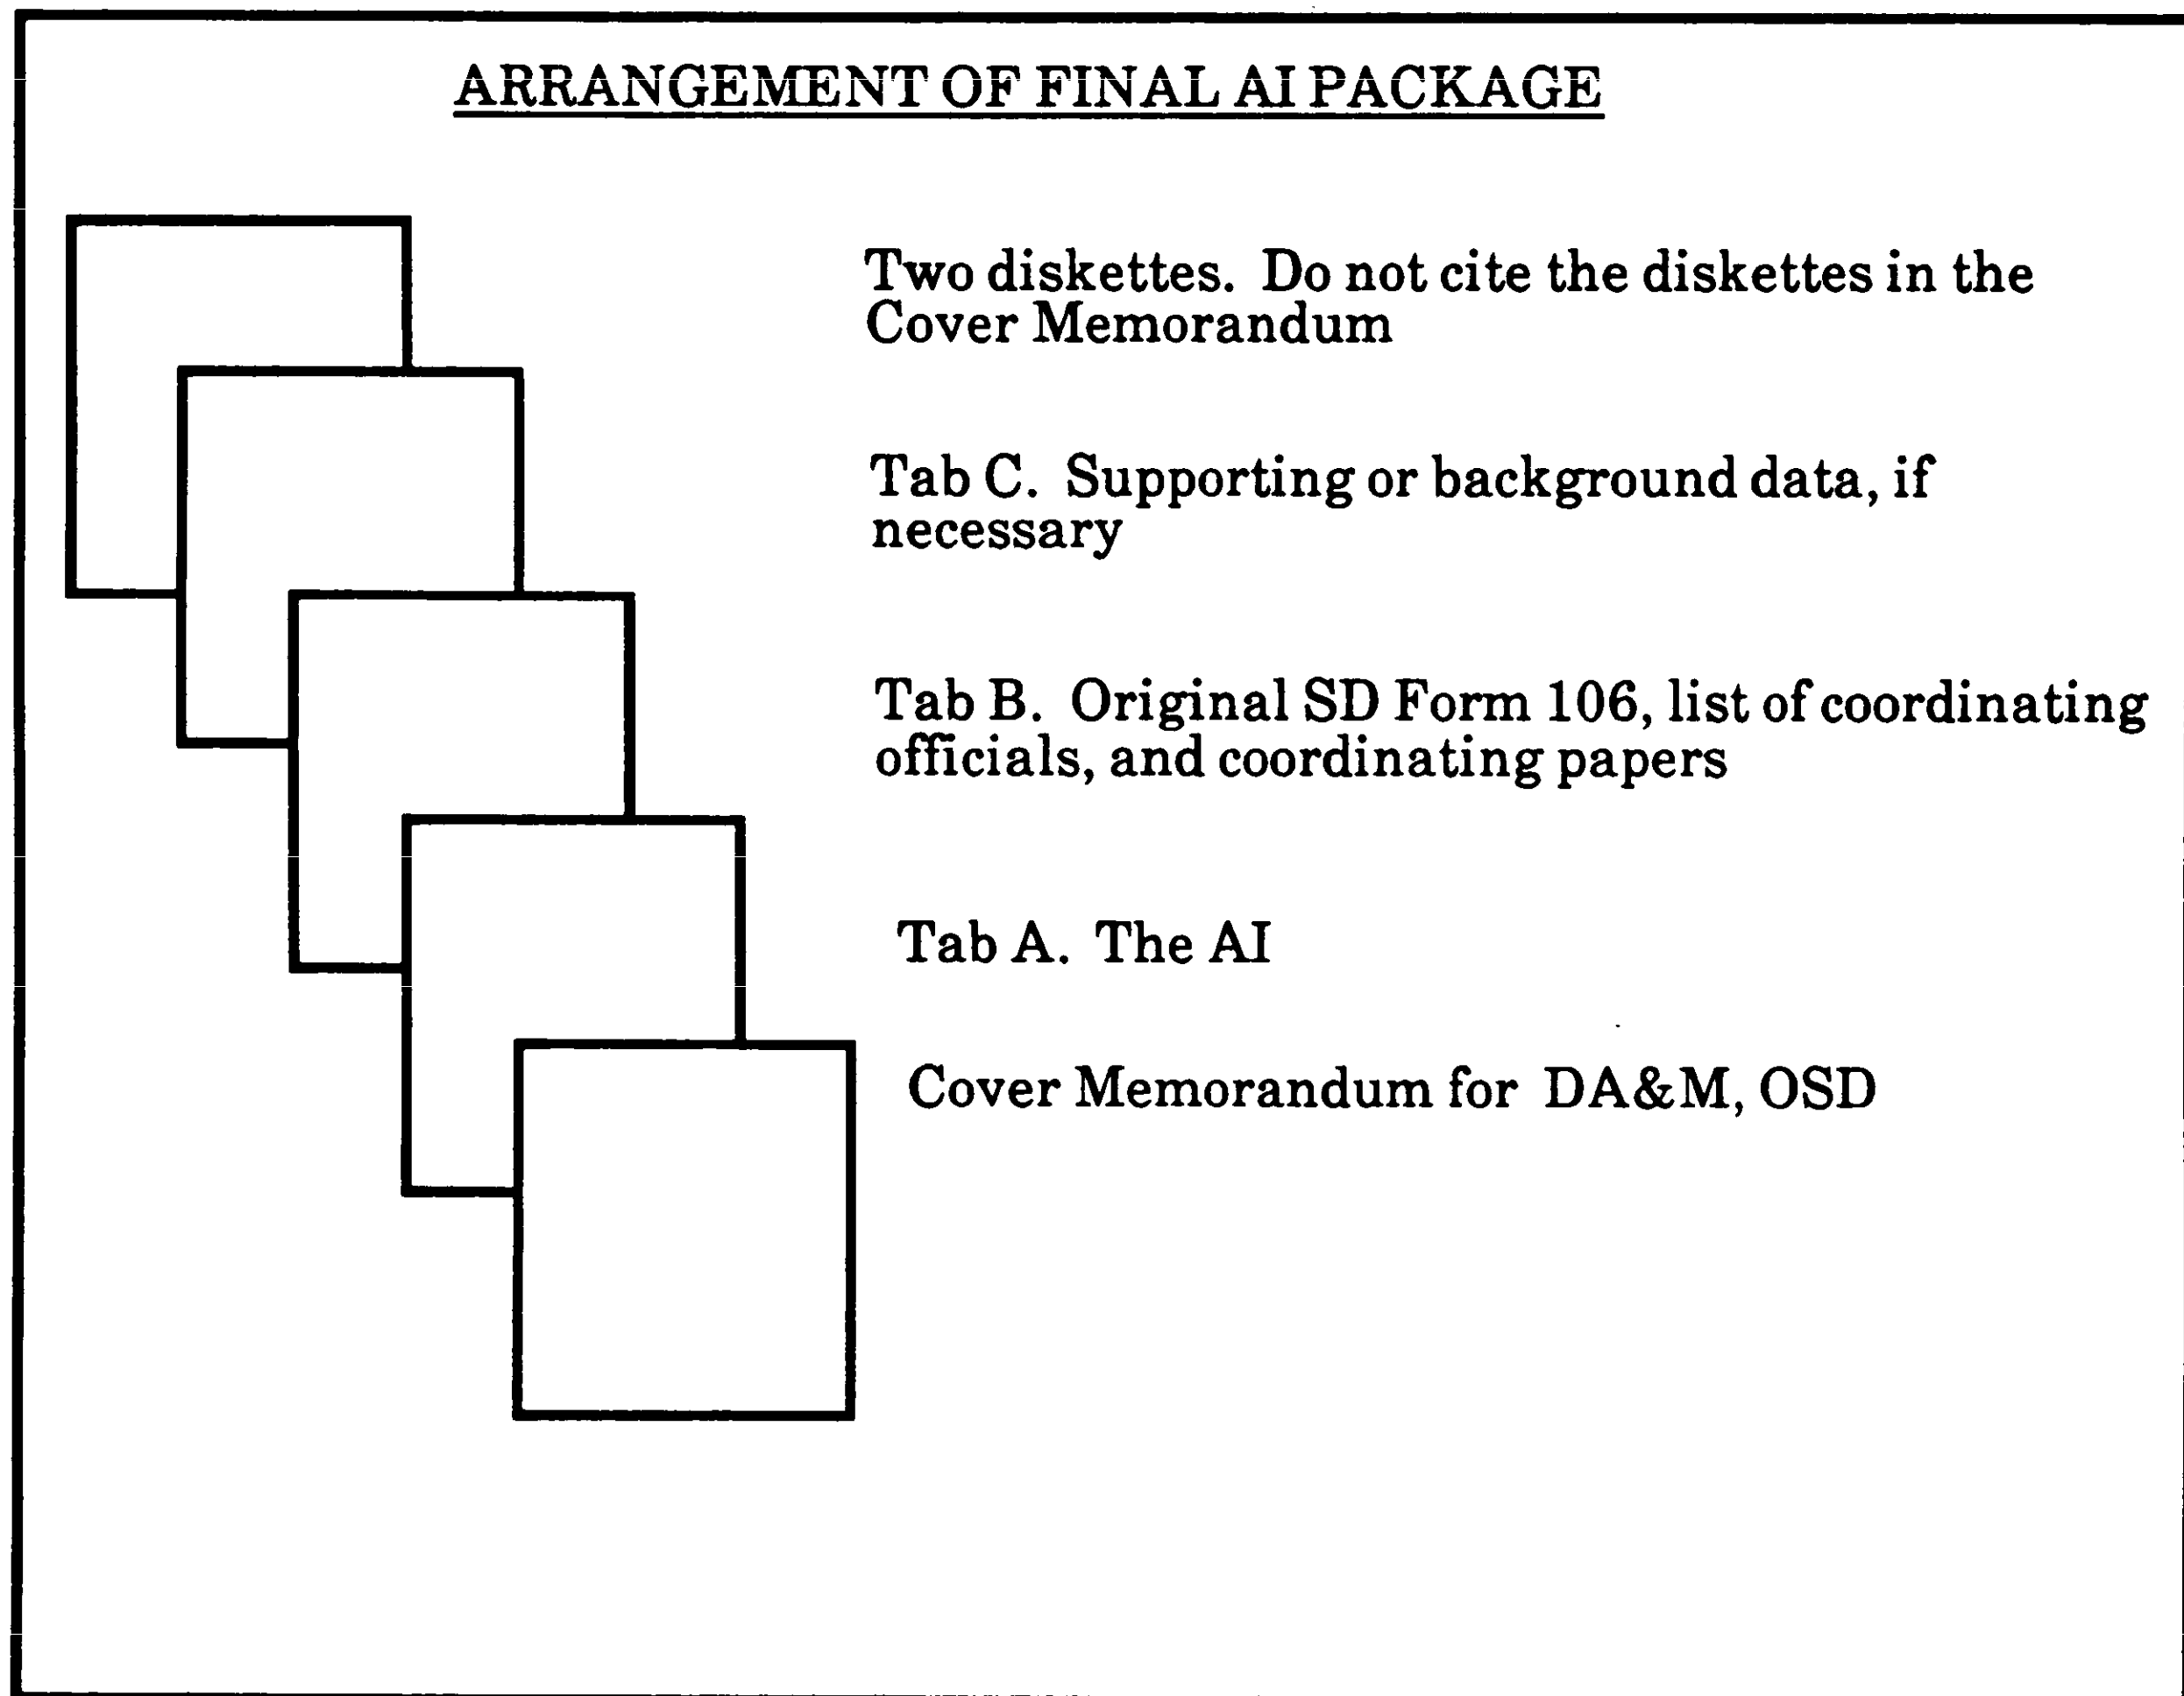 ARRANGEMENT OF FINAL AI PACKAGE
Two diskettes. Do not cite the diskettes in the
Cover Memorandum
Tab C. Supporting or background data, if
necessary
Tab B. Original SD Form 106, list of coordinating
officials, and coordinating papers
Tab A. The AI
Cover Memorandum for DA&M, OSD